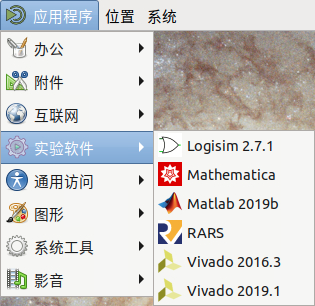 应用程序 位置 系统
办公
附件
互联网
实验软件
通用访问
图形
系统工具
影音
Logisim 2.7.1
Mathematica
Matlab 2019b
RARS
Vivado 2016.3
Vivado 2019.1